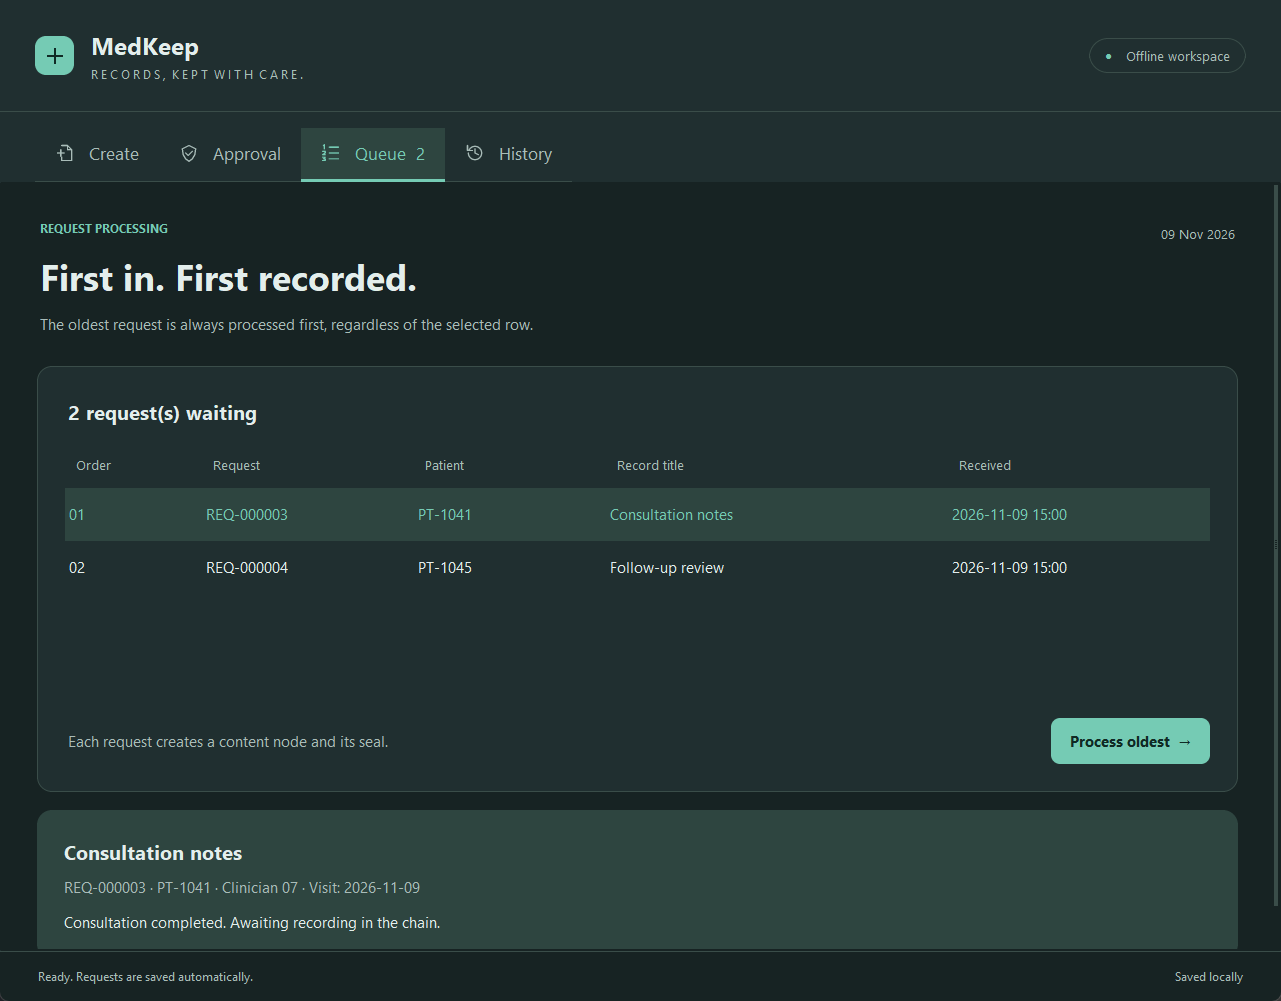 MedKeep
RECORDS, KEPT WITH CARE.
Offline workspace
Create
Approval
Queue 2
History
REQUEST PROCESSING
09 Nov 2026
First in. First recorded.
The oldest request is always processed first, regardless of the selected row.
2 request(s) waiting
Order Request Patient Record title Received
01 REQ-000003 PT-1041 Consultation notes 2026-11-09 15:00
02 REQ-000004 PT-1045 Follow-up review 2026-11-09 15:00
Each request creates a content node and its seal.
Process oldest →
Consultation notes
REQ-000003 · PT-1041 · Clinician 07 · Visit: 2026-11-09
Consultation completed. Awaiting recording in the chain.
Ready. Requests are saved automatically.
Saved locally